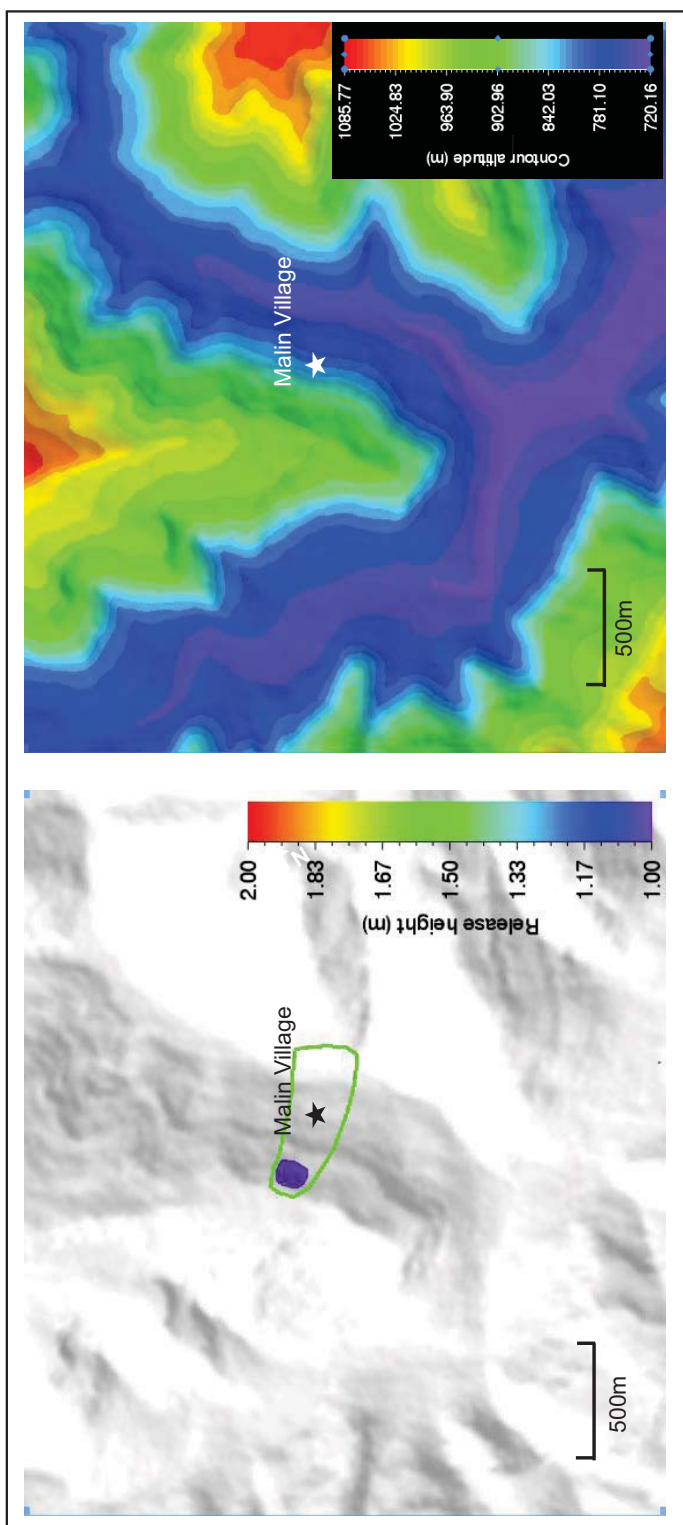 Malin Village
500m
Contour altitude (m)
1085.77
1024.83
963.90
902.96
842.03
781.10
720.16
Malin Village
500m
Release height (m)
2.00
1.83
1.67
1.50
1.33
1.17
1.00
N